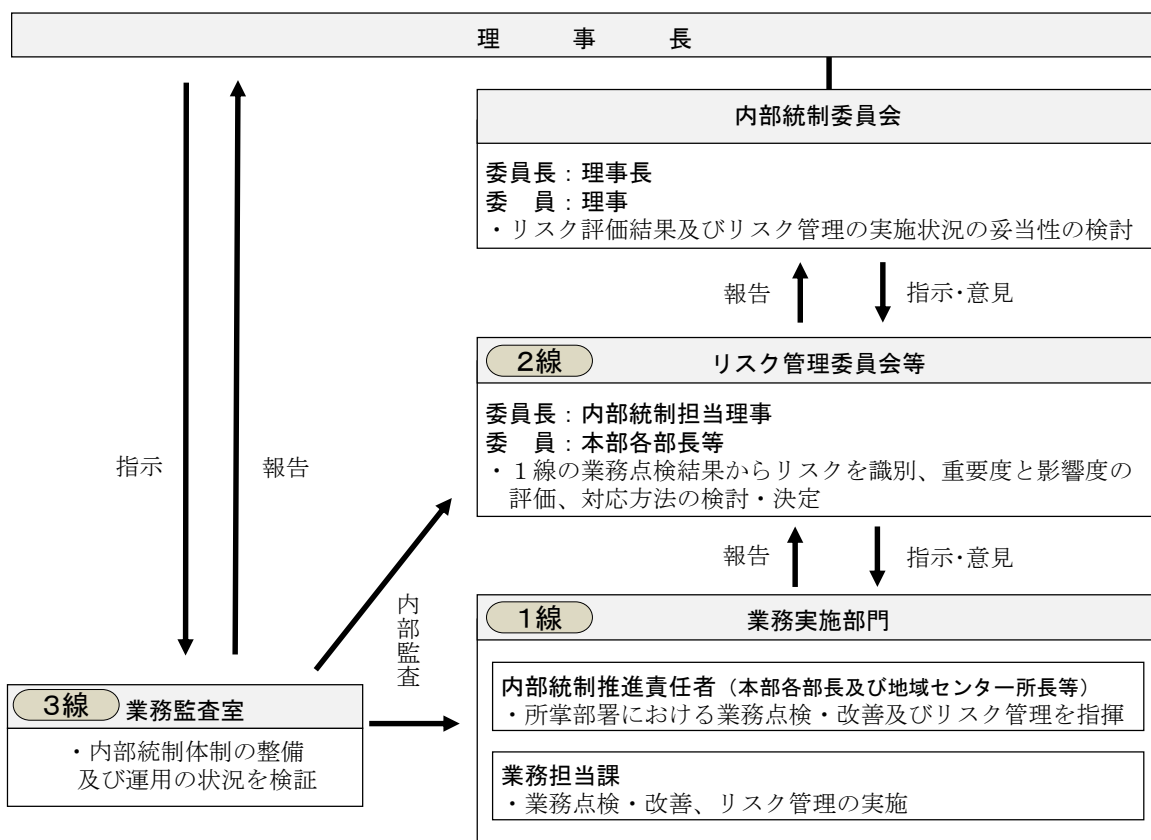 理　事　長
内部統制委員会
委員長：理事長
委　員：理事
・リスク評価結果及びリスク管理の実施状況の妥当性の検討
報告
指示･意見
2線
リスク管理委員会等
委員長：内部統制担当理事
委　員：本部各部長等
・１線の業務点検結果からリスクを識別、重要度と影響度の
評価、対応方法の検討・決定
指示
報告
報告
指示･意見
内部監査
1線
業務実施部門
内部統制推進責任者（本部各部長及び地域センター所長等）
・所掌部署における業務点検・改善及びリスク管理を指揮
業務担当課
・業務点検・改善、リスク管理の実施
3線
業務監査室
・内部統制体制の整備
及び運用の状況を検証